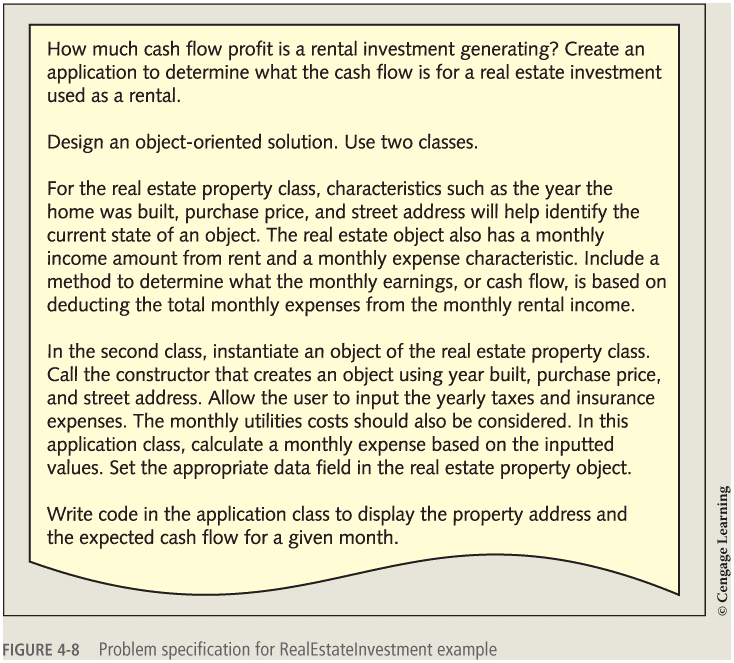 How much cash flow profit is a rental investment generating? Create an
application to determine what the cash flow is for a real estate investment
used as a rental.
Design an object-oriented solution. Use two classes.
For the real estate property class, characteristics such as the year the
home was built, purchase price, and street address will help identify the
current state of an object. The real estate object also has a monthly
income amount from rent and a monthly expense characteristic. Include a
method to determine what the monthly earnings, or cash flow, is based on
deducting the total monthly expenses from the monthly rental income.
In the second class, instantiate an object of the real estate property class.
Call the constructor that creates an object using year built, purchase price,
and street address. Allow the user to input the yearly taxes and insurance
expenses. The monthly utilities costs should also be considered. In this
application class, calculate a monthly expense based on the inputted
values. Set the appropriate data field in the real estate property object.
Write code in the application class to display the property address and
the expected cash flow for a given month.
© Cengage Learning
FIGURE 4-8 Problem specification for RealEstateInvestment example